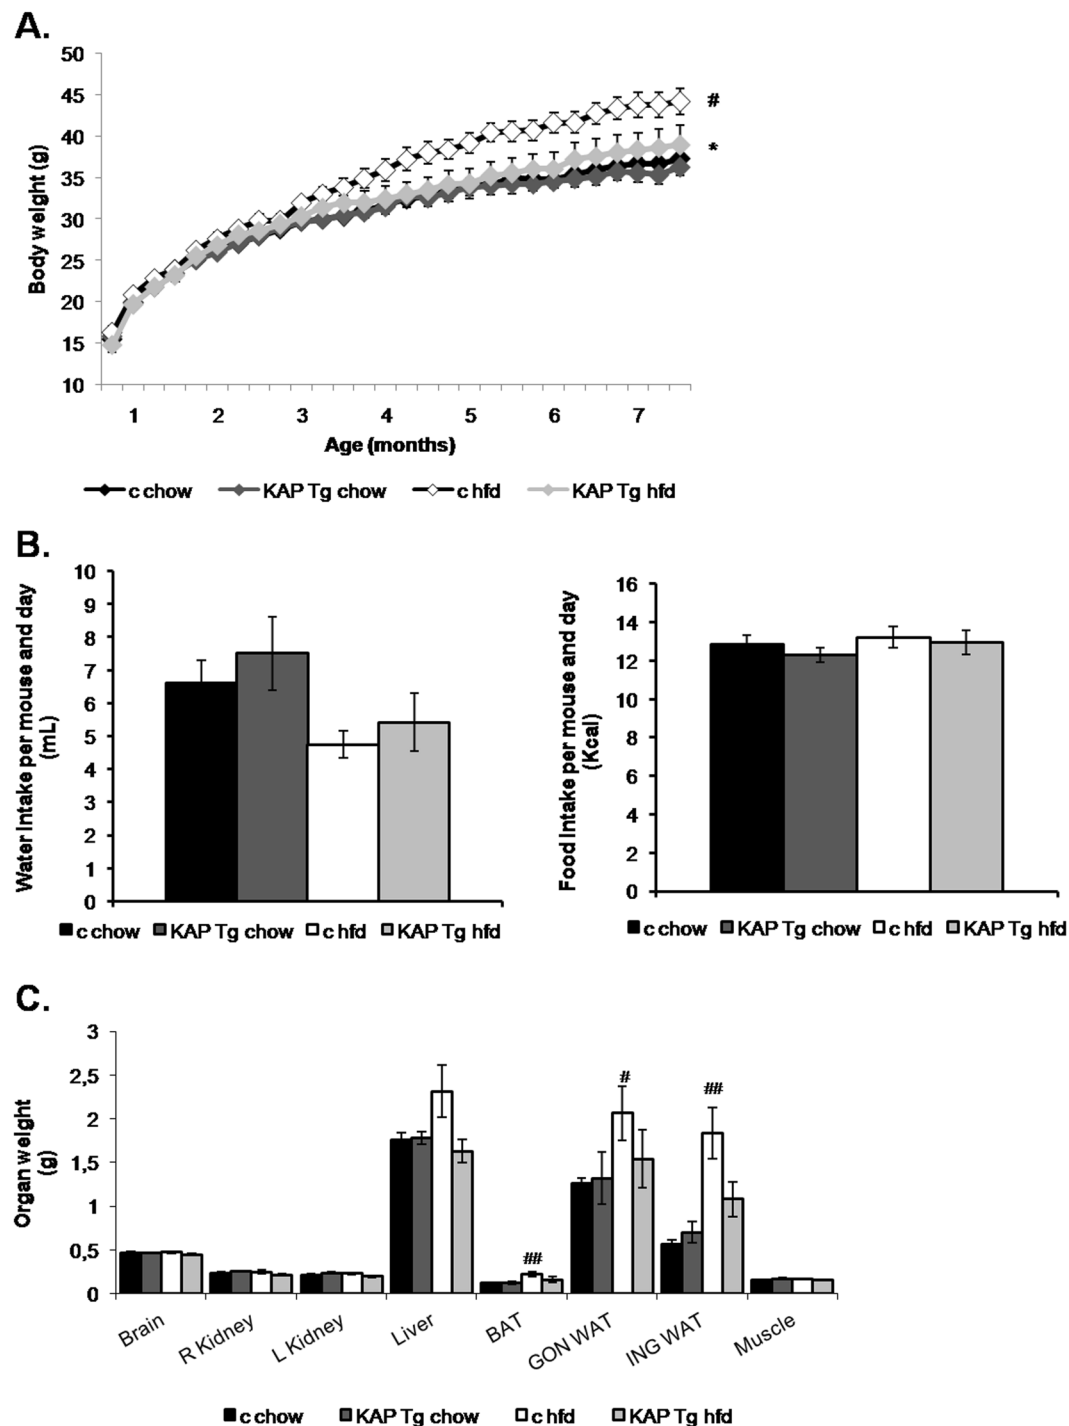 A.
50
45
40
35
30
25
20
15
10
Body weight (g)
#
*
1 2 3 4 5 6 7
Age (months)
c chow KAP Tg chow c hfd KAP Tg hfd
B.
10
9
8
7
6
5
4
3
2
1
0
Water Intake per mouse and day
(mL)
c chow KAP Tg chow c hfd KAP Tg hfd
16
14
12
10
8
6
4
2
0
Food Intake per mouse and day
(Kcal)
c chow KAP Tg chow c hfd KAP Tg hfd
C.
3
2,5
2
1,5
1
0,5
0
Organ weight
(g)
##
#
##
Brain R Kidney L Kidney Liver BAT GON WAT ING WAT Muscle
c chow KAP Tg chow c hfd KAP Tg hfd